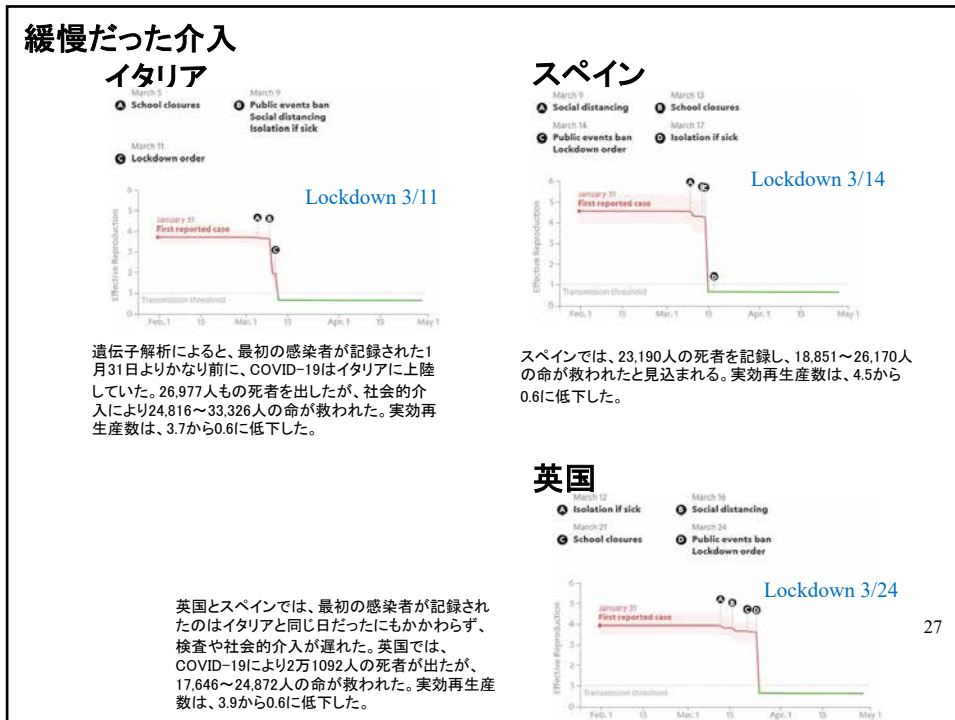 緩慢だった介入
イタリア
March 5
A School closures
March 9
B Public events ban
Social distancing
Isolation if sick
March 11
C Lockdown order
Lockdown 3/11
6
5
4
3
2
1
0
Effective Reproduction
January 31
First reported case
A B
C
Transmission threshold
Feb. 1 15 Mar. 1 15 Apr. 1 15 May 1
遺伝子解析によると、最初の感染者が記録された1
月31日よりかなり前に、COVID-19はイタリアに上陸
していた。26,977人もの死者を出したが、社会的介
入により24,816~33,326人の命が救われた。実効再
生産数は、3.7から0.6に低下した。
スペイン
March 9
A Social distancing
March 13
B School closures
March 14
C Public events ban
Lockdown order
March 17
D Isolation if sick
Lockdown 3/14
6
5
4
3
2
1
0
Effective Reproduction
January 31
First reported case
A B C
D
Transmission threshold
Feb. 1 15 Mar. 1 15 Apr. 1 15 May 1
スペインでは、23,190人の死者を記録し、18,851~26,170人
の命が救われたと見込まれる。実効再生産数は、4.5から
0.6に低下した。
英国
March 12
A Isolation if sick
March 16
B Social distancing
March 21
C School closures
March 24
D Public events ban
Lockdown order
Lockdown 3/24
6
5
4
3
2
1
0
Effective Reproduction
January 31
First reported case
A B C D
Transmission threshold
Feb. 1 15 Mar. 1 15 Apr. 1 15 May 1
英国とスペインでは、最初の感染者が記録され
たのはイタリアと同じ日だったにもかかわらず、
検査や社会的介入が遅れた。英国では、
COVID-19により2万1092人の死者が出たが、
17,646~24,872人の命が救われた。実効再生産
数は、3.9から0.6に低下した。
27